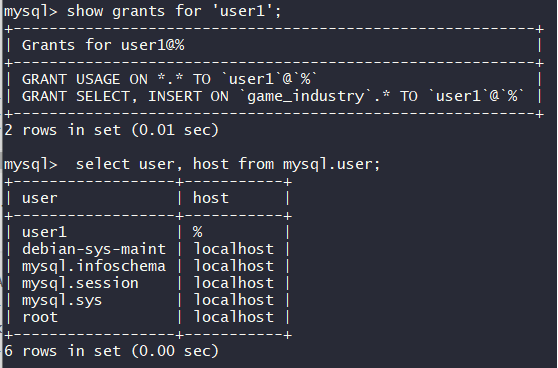 mysql> show grants for 'user1';
+-----------------------------------------------------------+
| Grants for user1@%                                        |
+-----------------------------------------------------------+
| GRANT USAGE ON *.* TO `user1`@`%`                         |
| GRANT SELECT, INSERT ON `game_industry`.* TO `user1`@`%` |
+-----------------------------------------------------------+
2 rows in set (0.01 sec)
mysql>  select user, host from mysql.user;
+------------------+-----------+
| user             | host      |
+------------------+-----------+
| user1            | %         |
| debian-sys-maint | localhost |
| mysql.infoschema | localhost |
| mysql.session    | localhost |
| mysql.sys        | localhost |
| root             | localhost |
+------------------+-----------+
6 rows in set (0.00 sec)